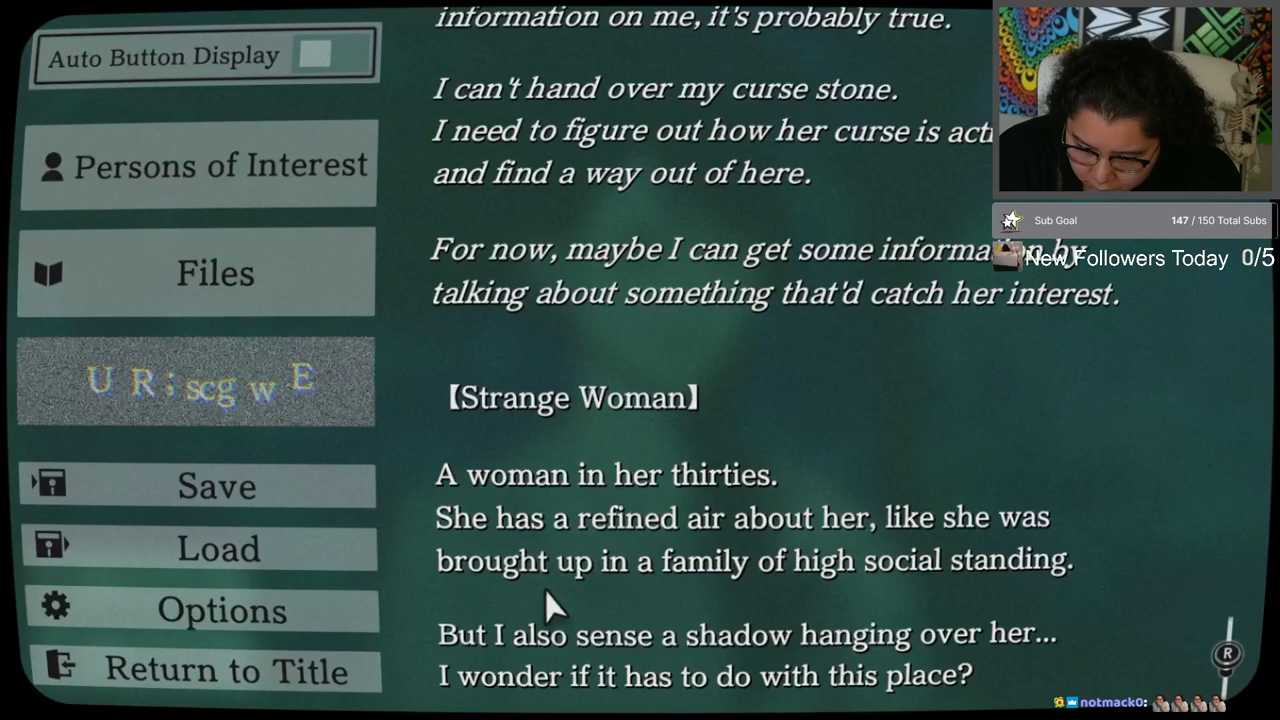 Auto Button Display
Persons of Interest
Files
U R ; scg w E
Save
Load
Options
Return to Title
information on me, it's probably true.
I can't hand over my curse stone.
I need to figure out how her curse is
and find a way out of here.
For now, maybe I can get some by
talking about something that'd catch her interest.
【Strange Woman】
A woman in her thirties.
She has a refined air about her, like she was
brought up in a family of high social standing.
But I also sense a shadow hanging over her...
I wonder if it has to do with this place?
R
Sub Goal 147 / 150 Total Subs
New Followers Today 0/5
notmack0: